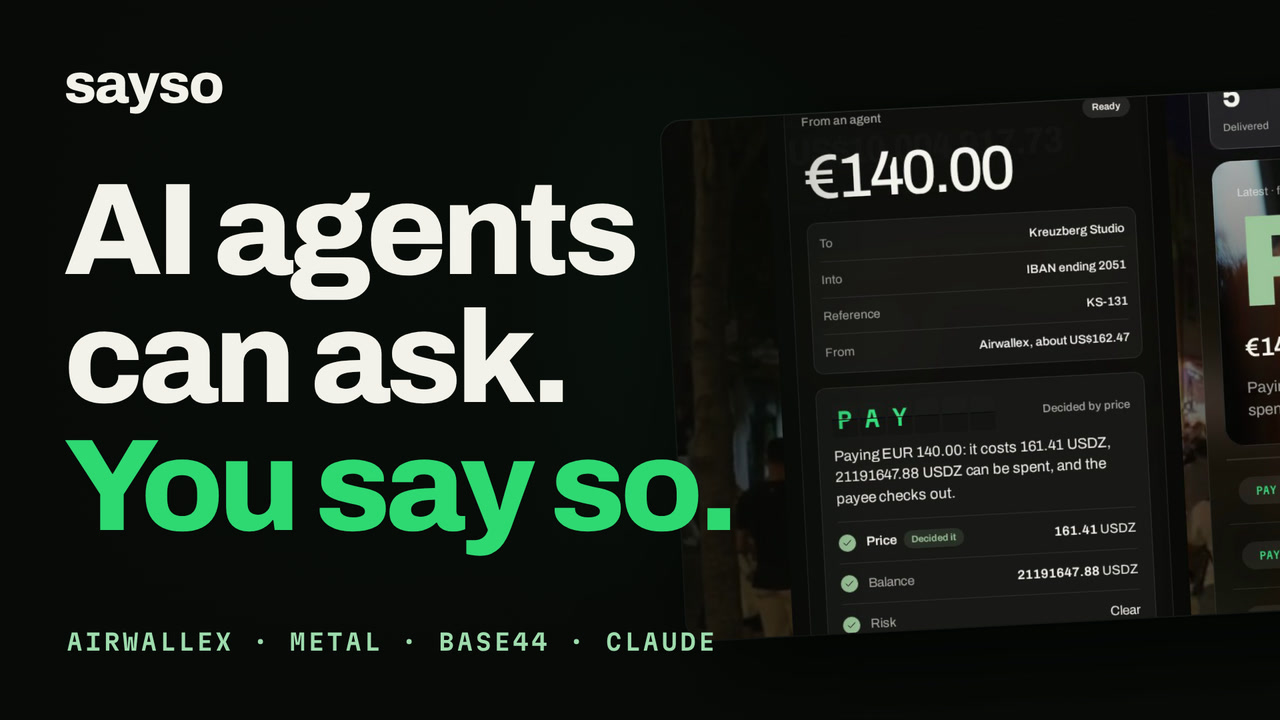 sayso
AI agents
can ask.
You say so.
AIRWALLEX · METAL · BASE44 · CLAUDE
From an agent
Ready
€140.00
To Kreuzberg Studio
Into IBAN ending 2051
Reference KS-131
From Airwallex, about US$162.47
PAY Decided by price
Paying EUR 140.00: it costs 161.41 USDZ,
21191647.88 USDZ can be spent, and the
payee checks out.
Price Decided it 161.41 USDZ
Balance 21191647.88 USDZ
Risk Clear
5
Delivered
Latest
PAY
PAY